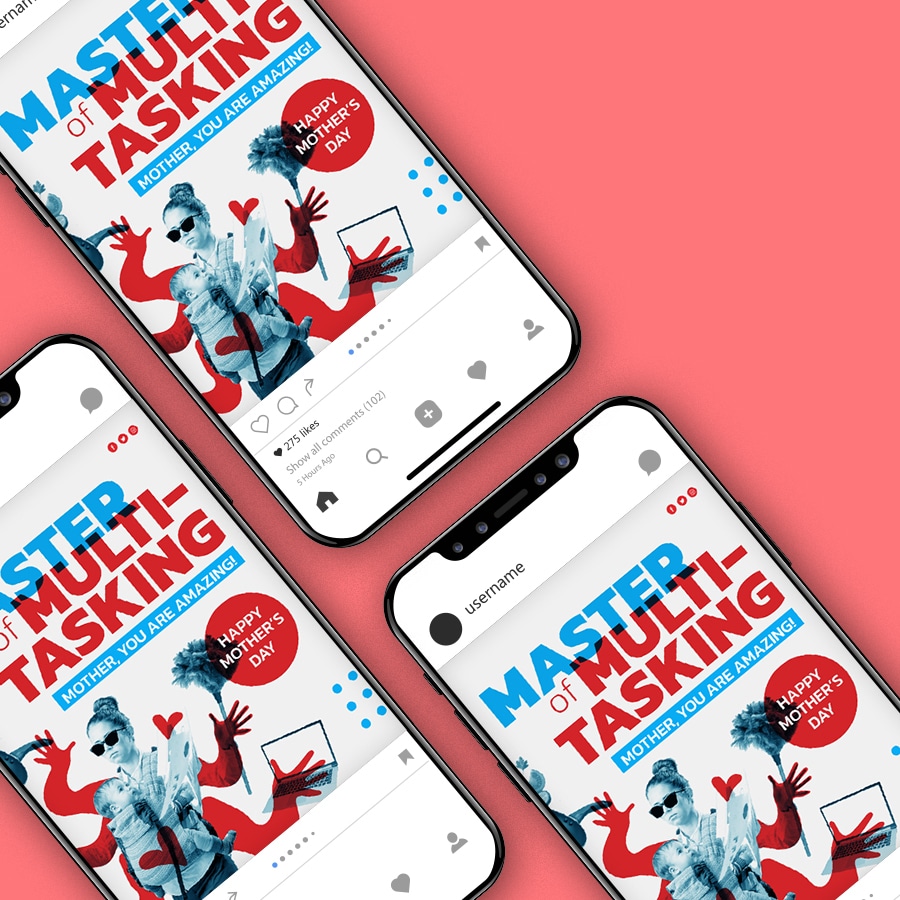 ername
MASTER
of MULTI-
TASKING
MOTHER, YOU ARE AMAZING!
HAPPY
MOTHER'S
DAY
275 likes
Show all comments (102)
5 Hours Ago
ASTER
of MULTI-
TASKING
MOTHER, YOU ARE AMAZING!
HAPPY
MOTHER'S
DAY
username
MASTER
of MULTI-
TASKING
MOTHER, YOU ARE AMAZING!
HAPPY
MOTHER'S
DAY